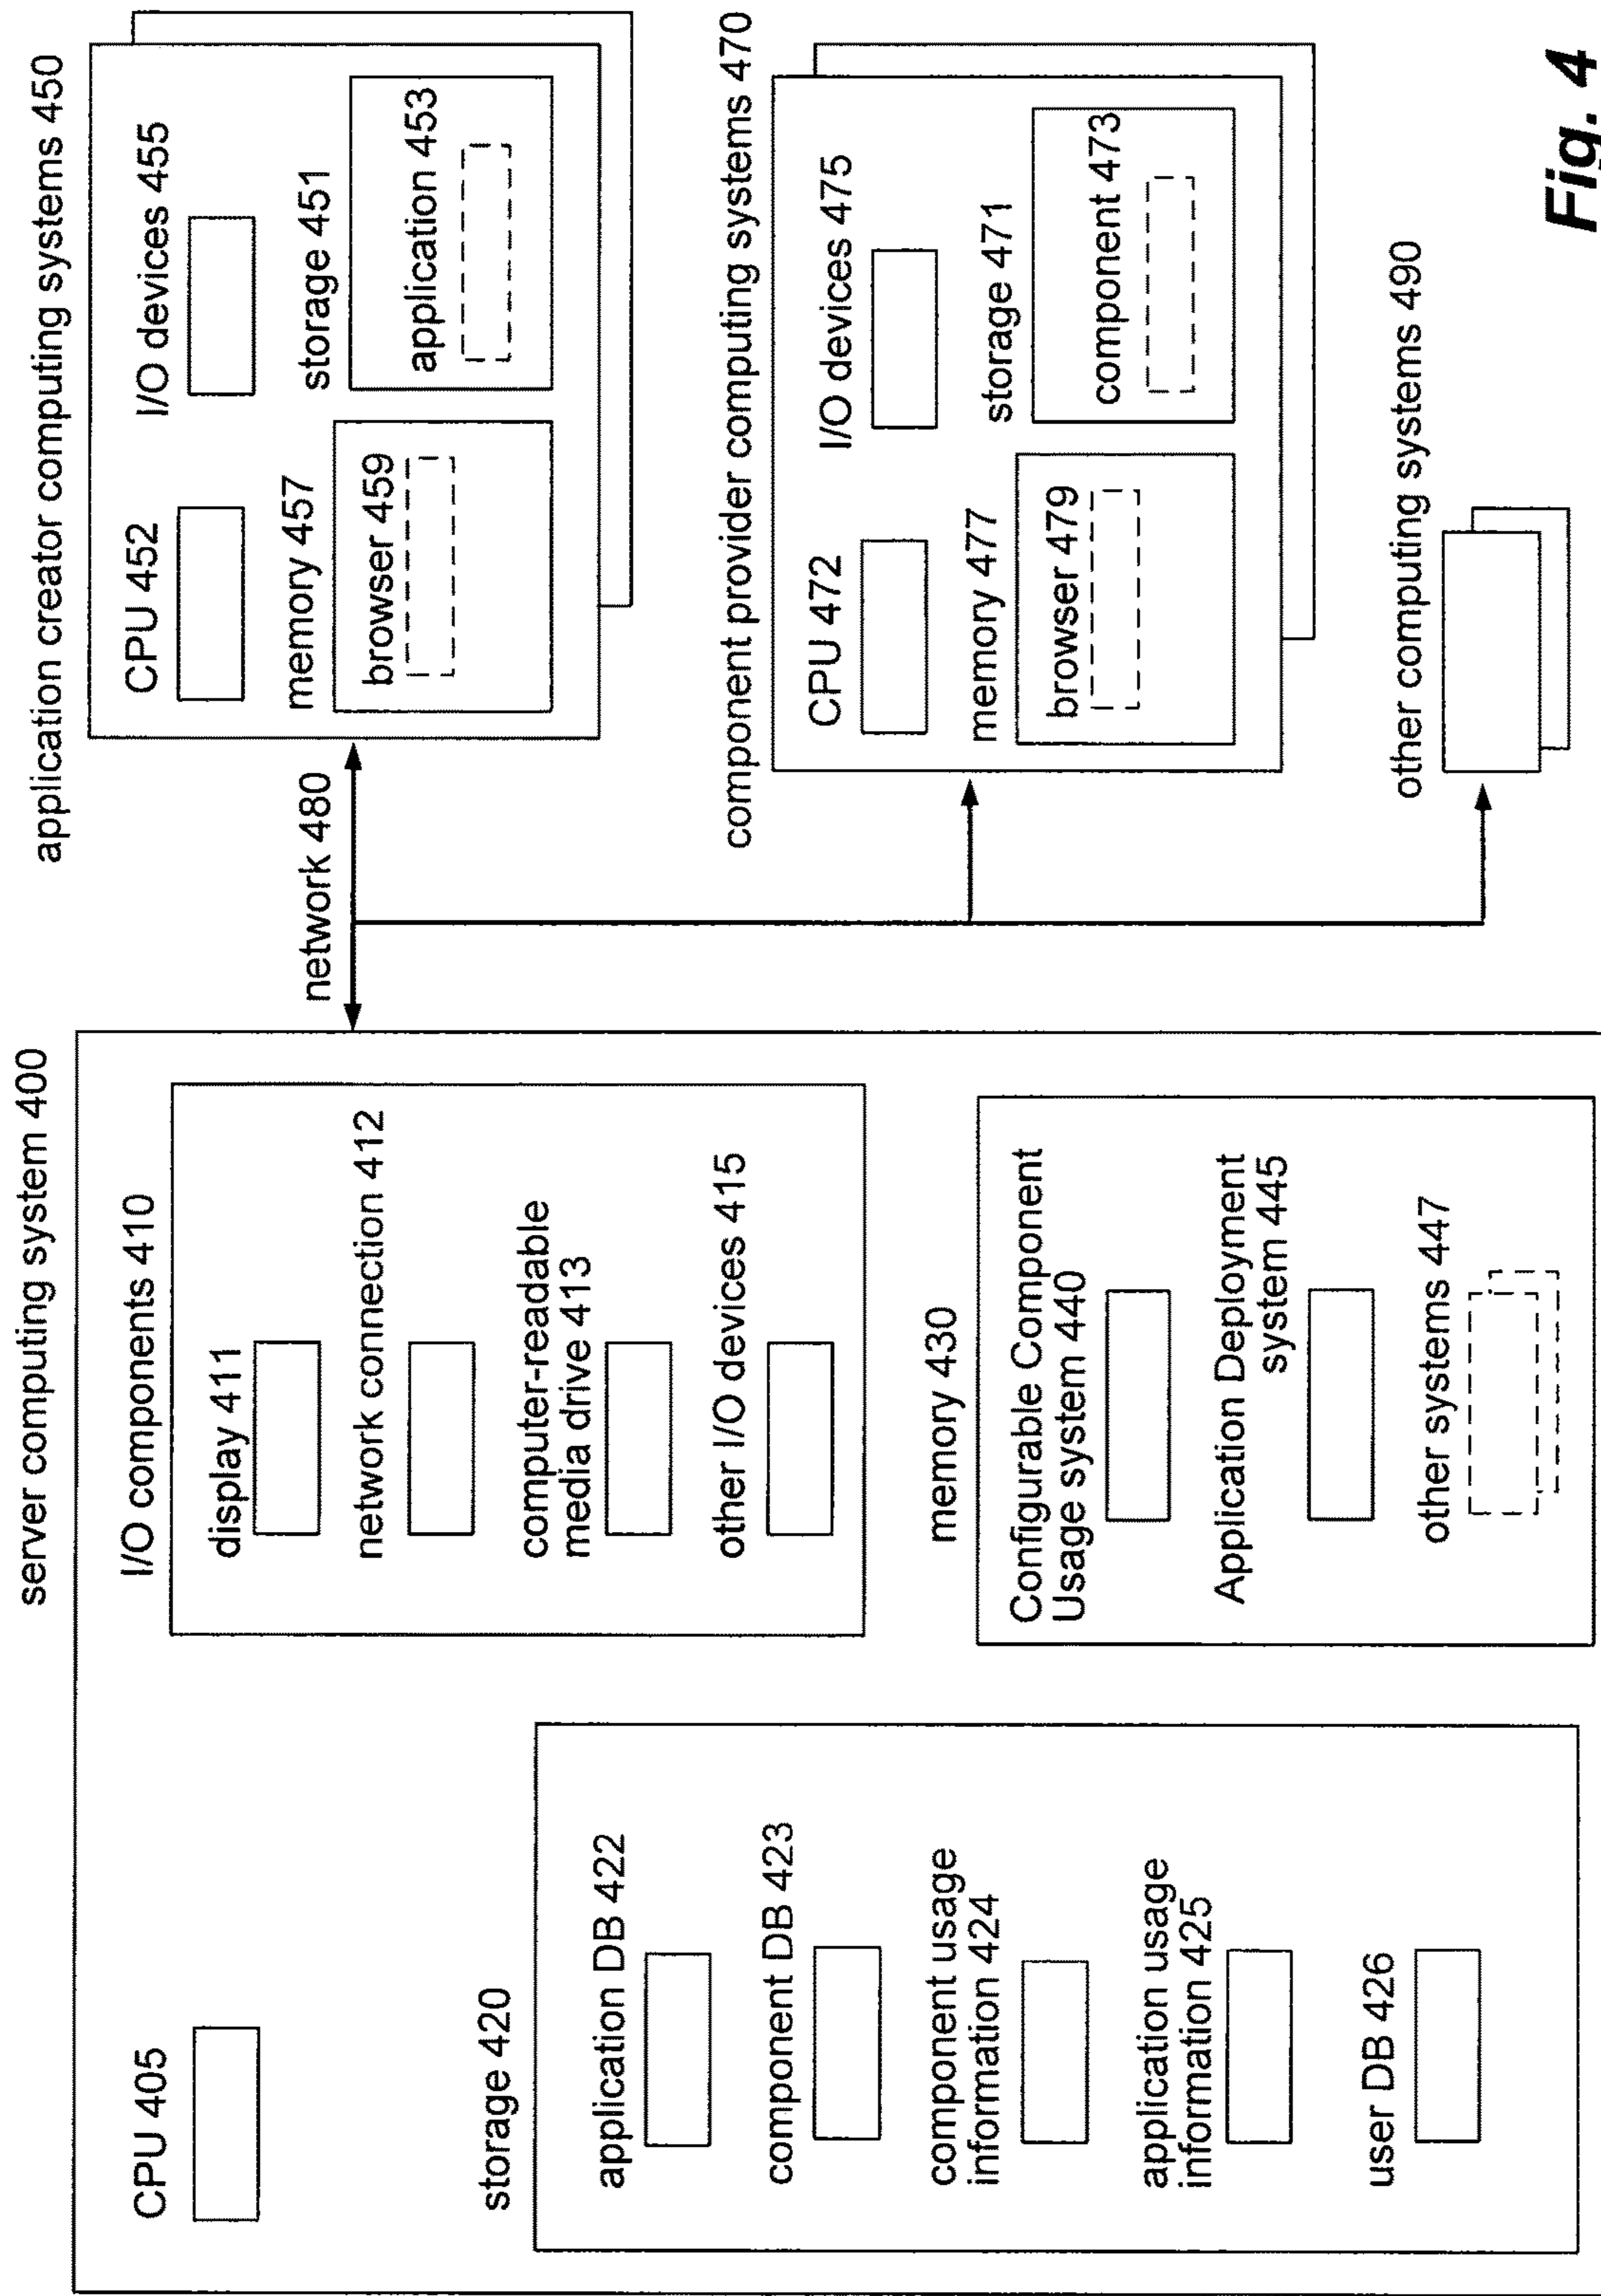 server computing system 400
CPU 405
I/O components 410
display 411
network connection 412
computer-readable
media drive 413
other I/O devices 415
storage 420
application DB 422
component DB 423
component usage
information 424
application usage
information 425
user DB 426
memory 430
Configurable Component
Usage system 440
Application Deployment
system 445
other systems 447
network 480
application creator computing systems 450
CPU 452
I/O devices 455
memory 457
browser 459
storage 451
application 453
component provider computing systems 470
CPU 472
I/O devices 475
memory 477
browser 479
storage 471
component 473
other computing systems 490
Fig. 4